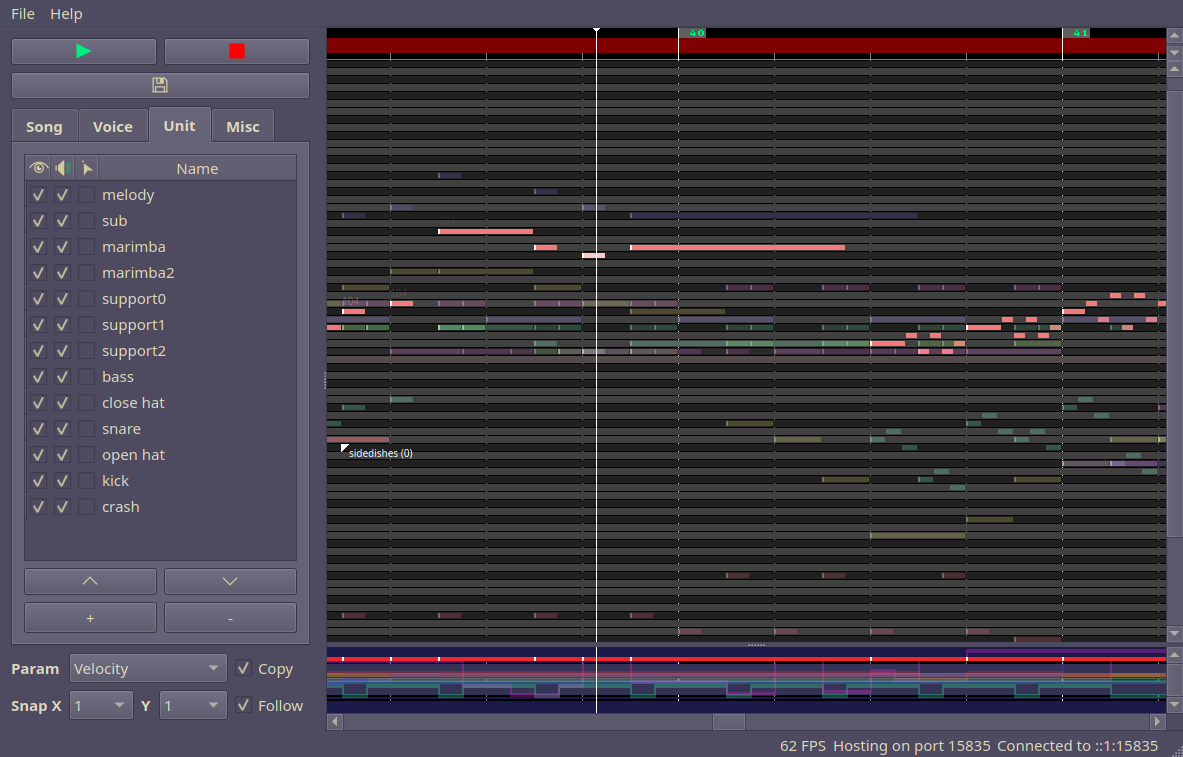 File Help
40 41
Song Voice Unit Misc
Name
melody
sub
marimba
marimba2
support0
support1
support2
bass
close hat
snare
open hat
kick
crash
104
104
sidedishes (0)
+ -
Param Velocity Copy
Snap X 1 Y 1 Follow
62 FPS Hosting on port 15835 Connected to ::1:15835